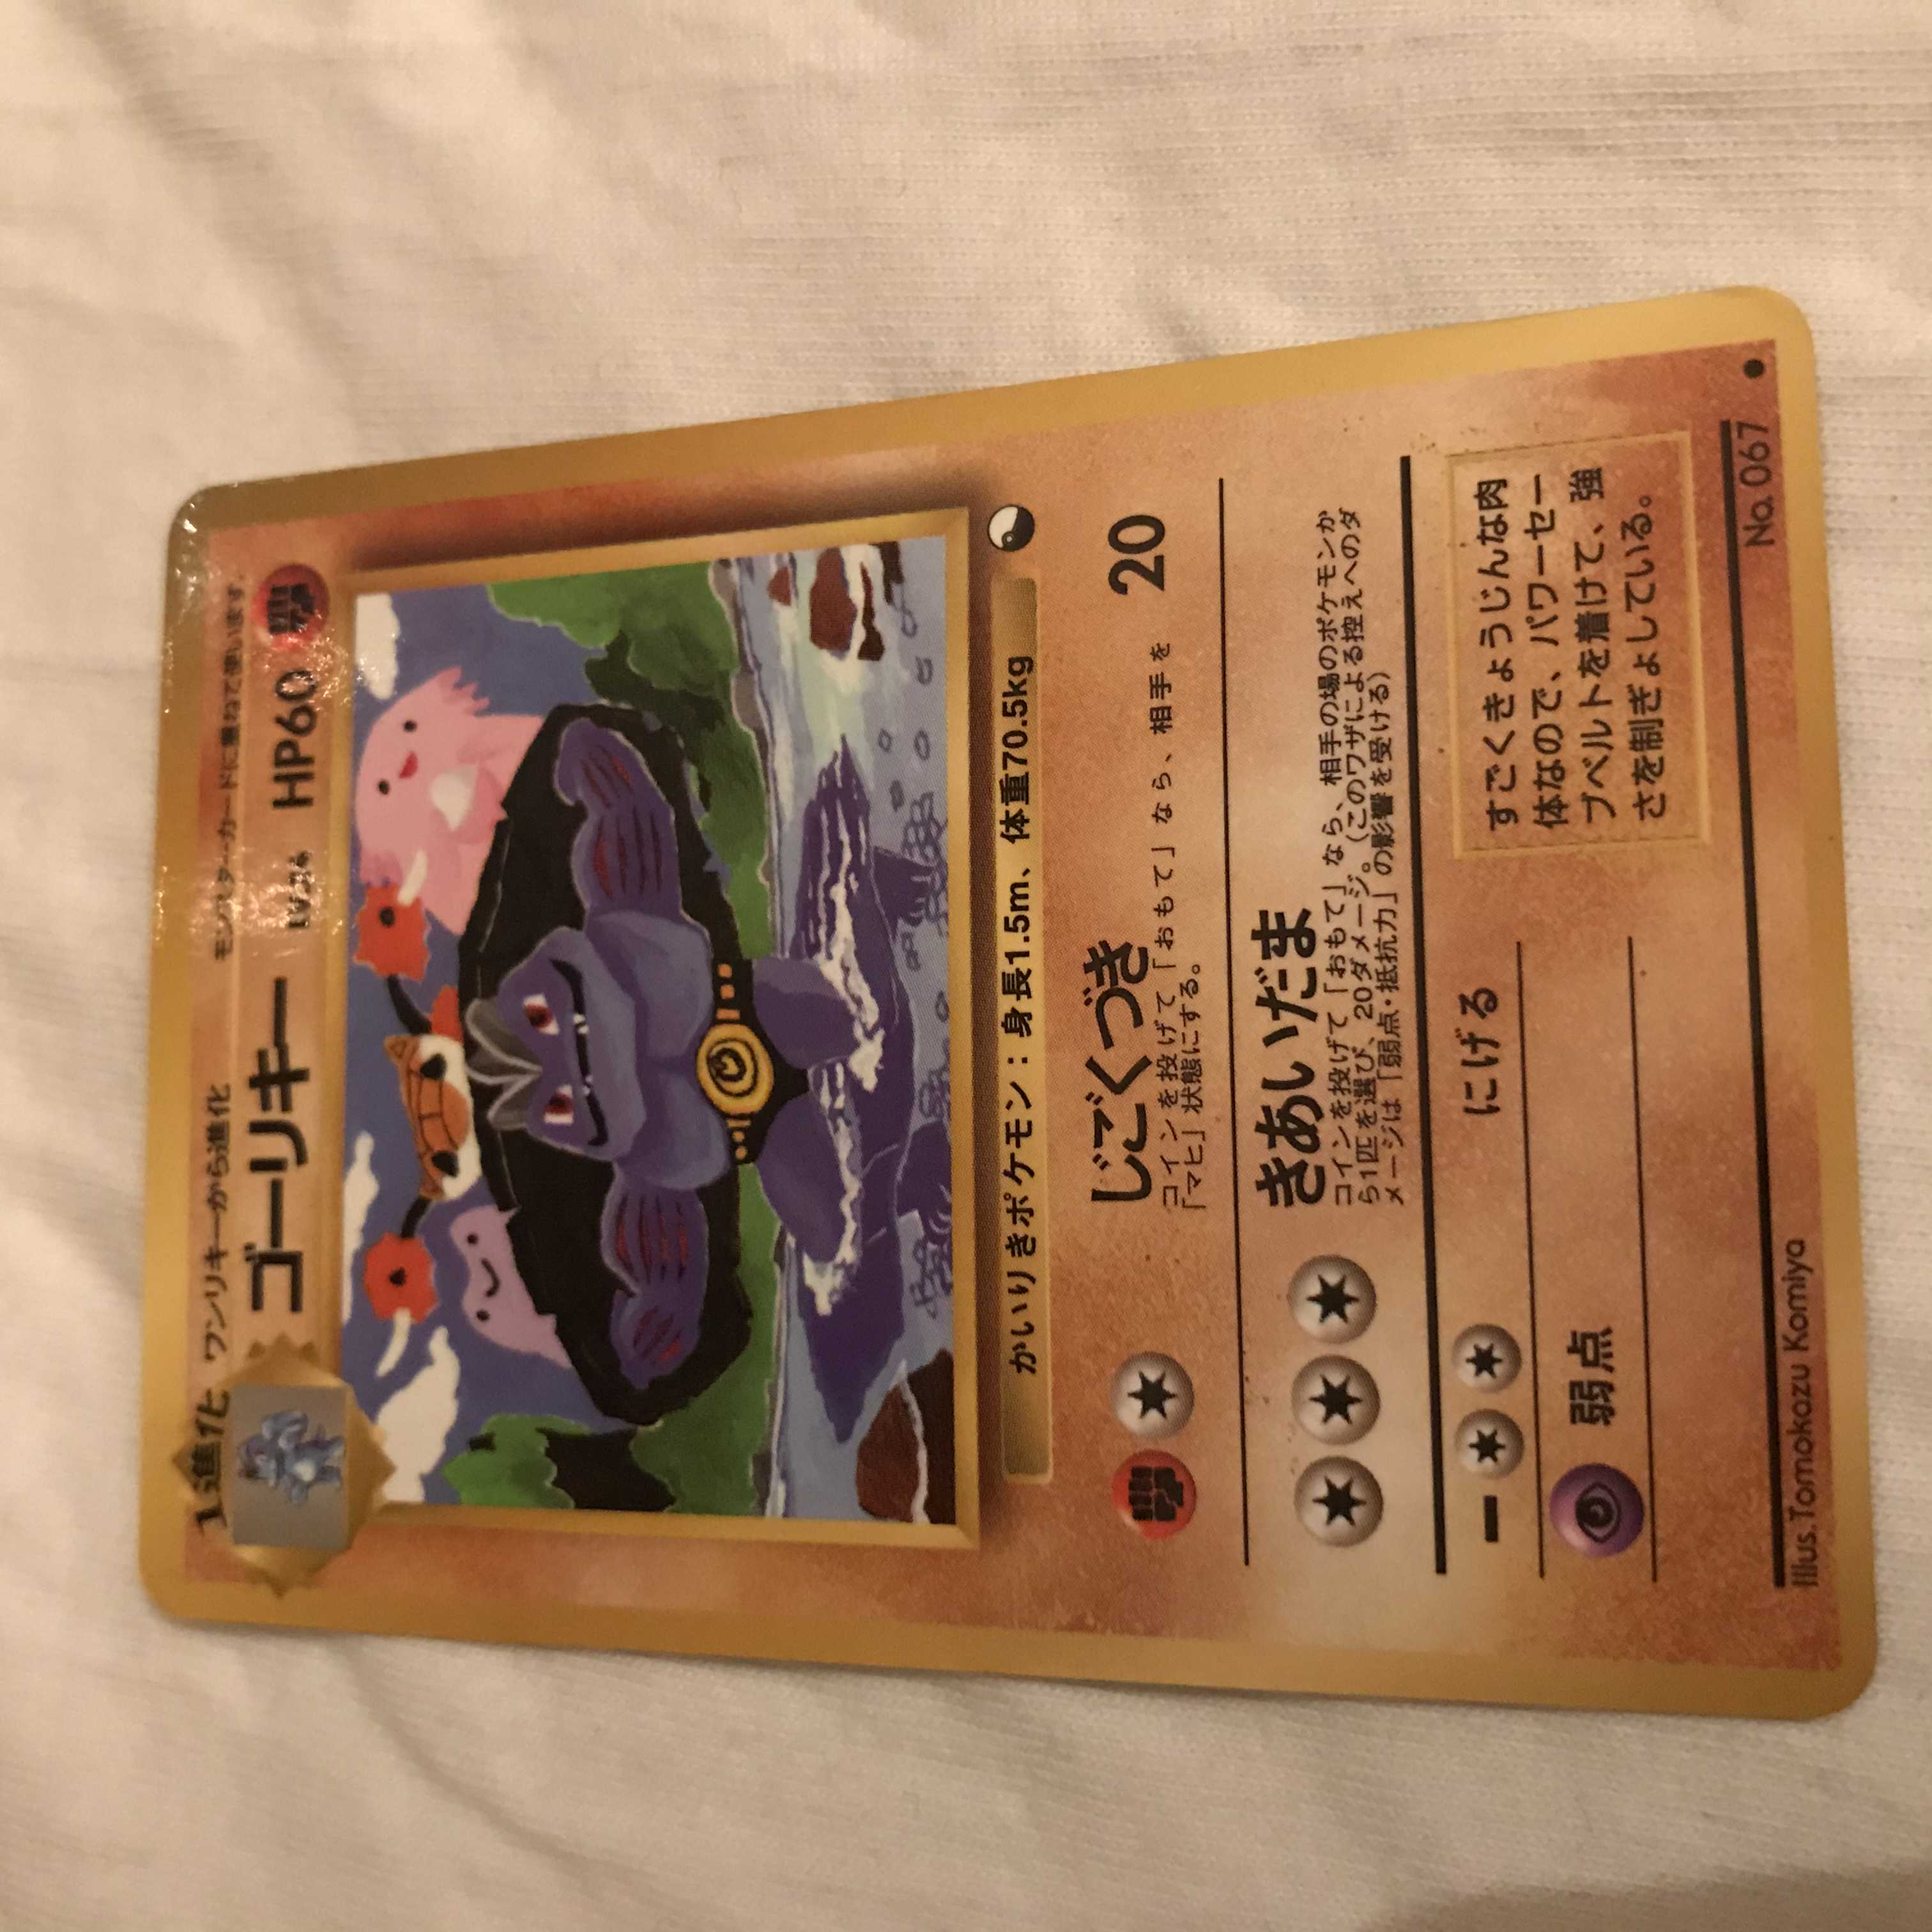 1進化 ワンリキーから進化 モンスターカードに重ねて使います。
ゴーリキー HP60
かいりきポケモン：身長1.5m、体重70.5kg
じごくづき 20
コインを投げて「おもて」なら、相手を
「マヒ」状態にする。
きあいだま
コインを投げて「おもて」なら、相手の場のポケモンか
ら1匹を選び、20ダメージ。(このワザによる控えへのダ
メージは「弱点・抵抗力」の影響を受ける)
にげる
弱点
すごくきょうじんな肉
体なので、パワーセー
ブベルトを着けて、強
さを制ぎょしている。
Illus.Tomokazu Komiya No.067